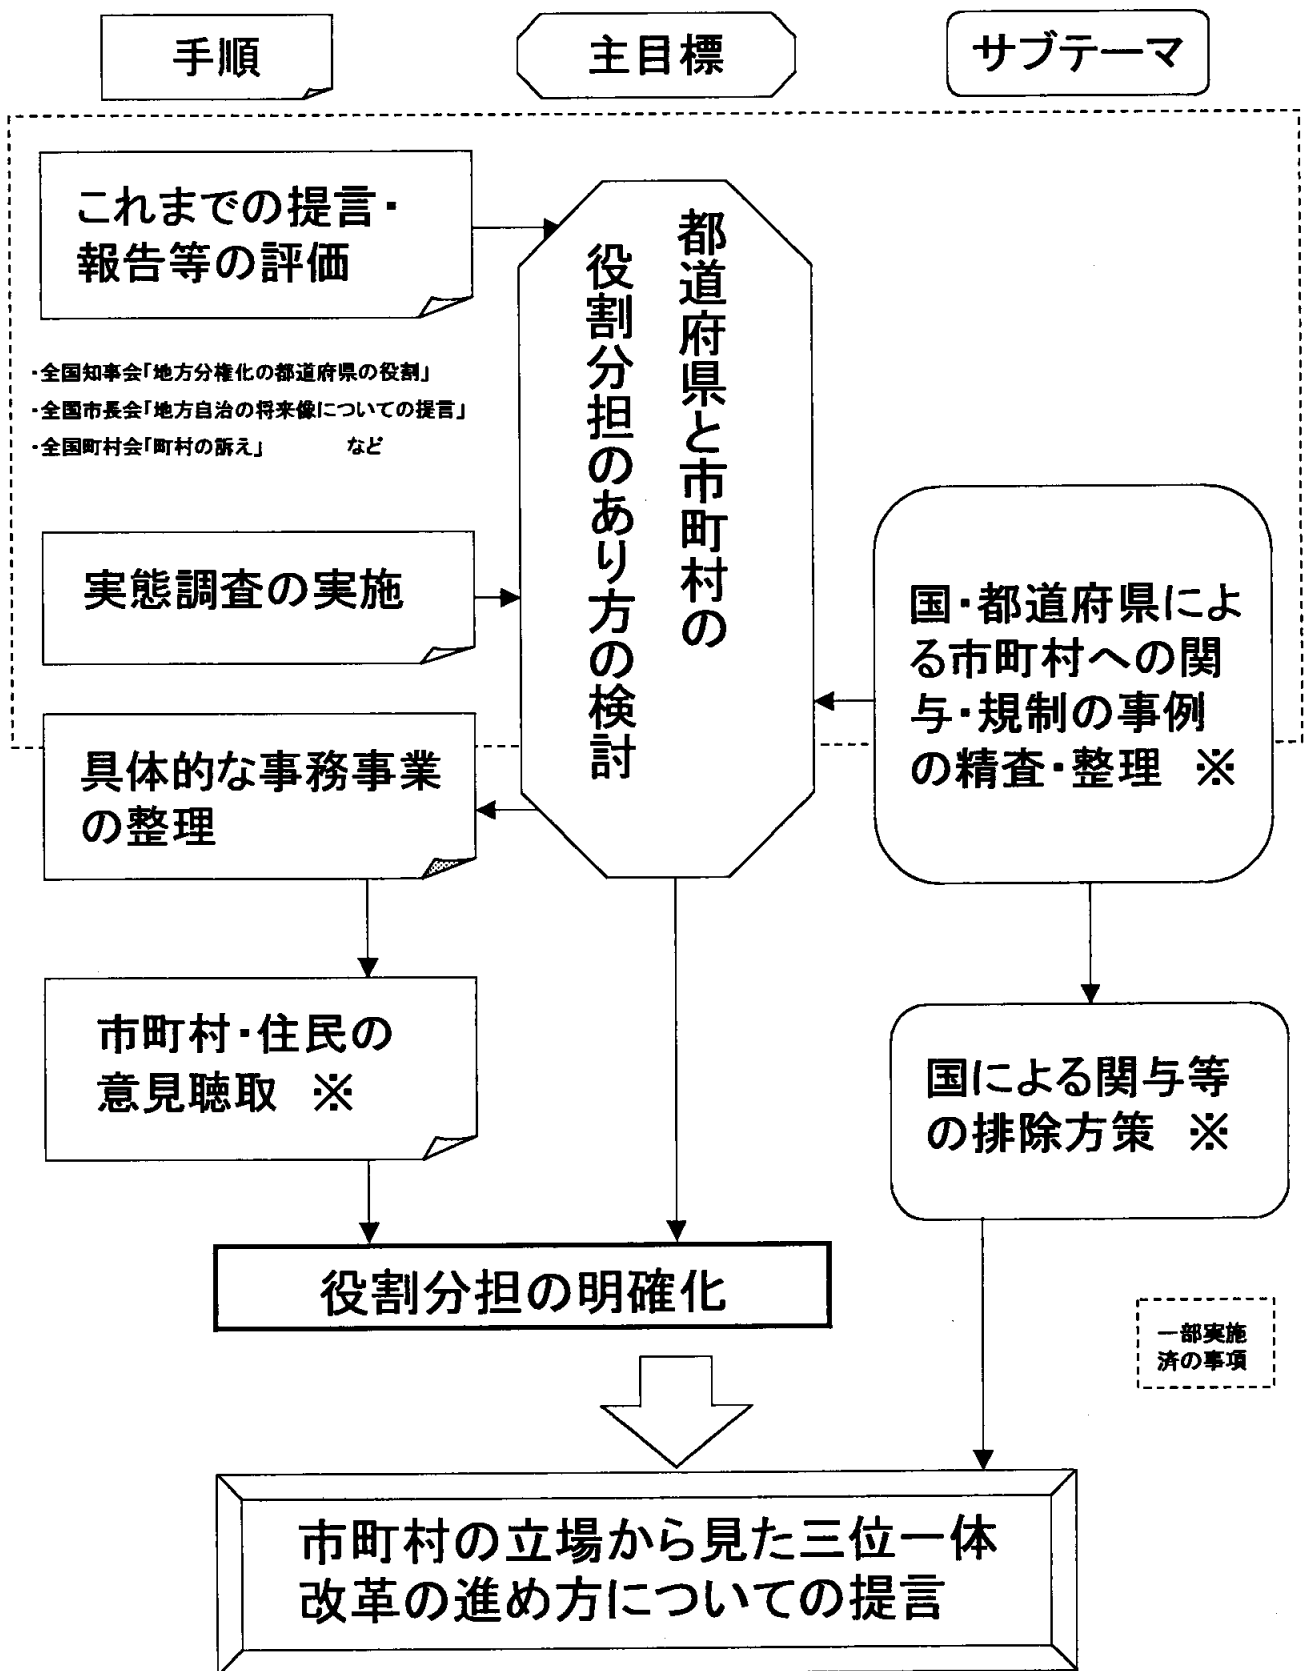 手順
主目標
サブテーマ
これまでの提言・
報告等の評価
・全国知事会「地方分権化の都道府県の役割」
・全国市長会「地方自治の将来像についての提言」
・全国町村会「町村の訴え」　など
都道府県と市町村の
役割分担のあり方の検討
実態調査の実施
国・都道府県によ
る市町村への関
与・規制の事例
の精査・整理　※
具体的な事務事業
の整理
市町村・住民の
意見聴取　※
国による関与等
の排除方策　※
役割分担の明確化
一部実施
済の事項
市町村の立場から見た三位一体
改革の進め方についての提言